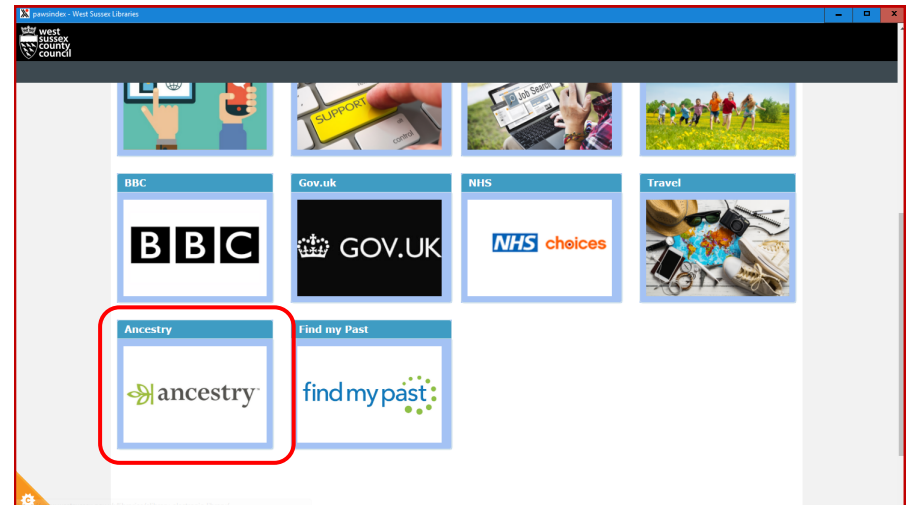 pawsindex - West Sussex Libraries
west
sussex
county
council
SUPPORT
control
Job Search
BBC
Gov.uk
NHS
Travel
BBC
GOV.UK
NHS choices
Ancestry
Find my Past
ancestry
find my past